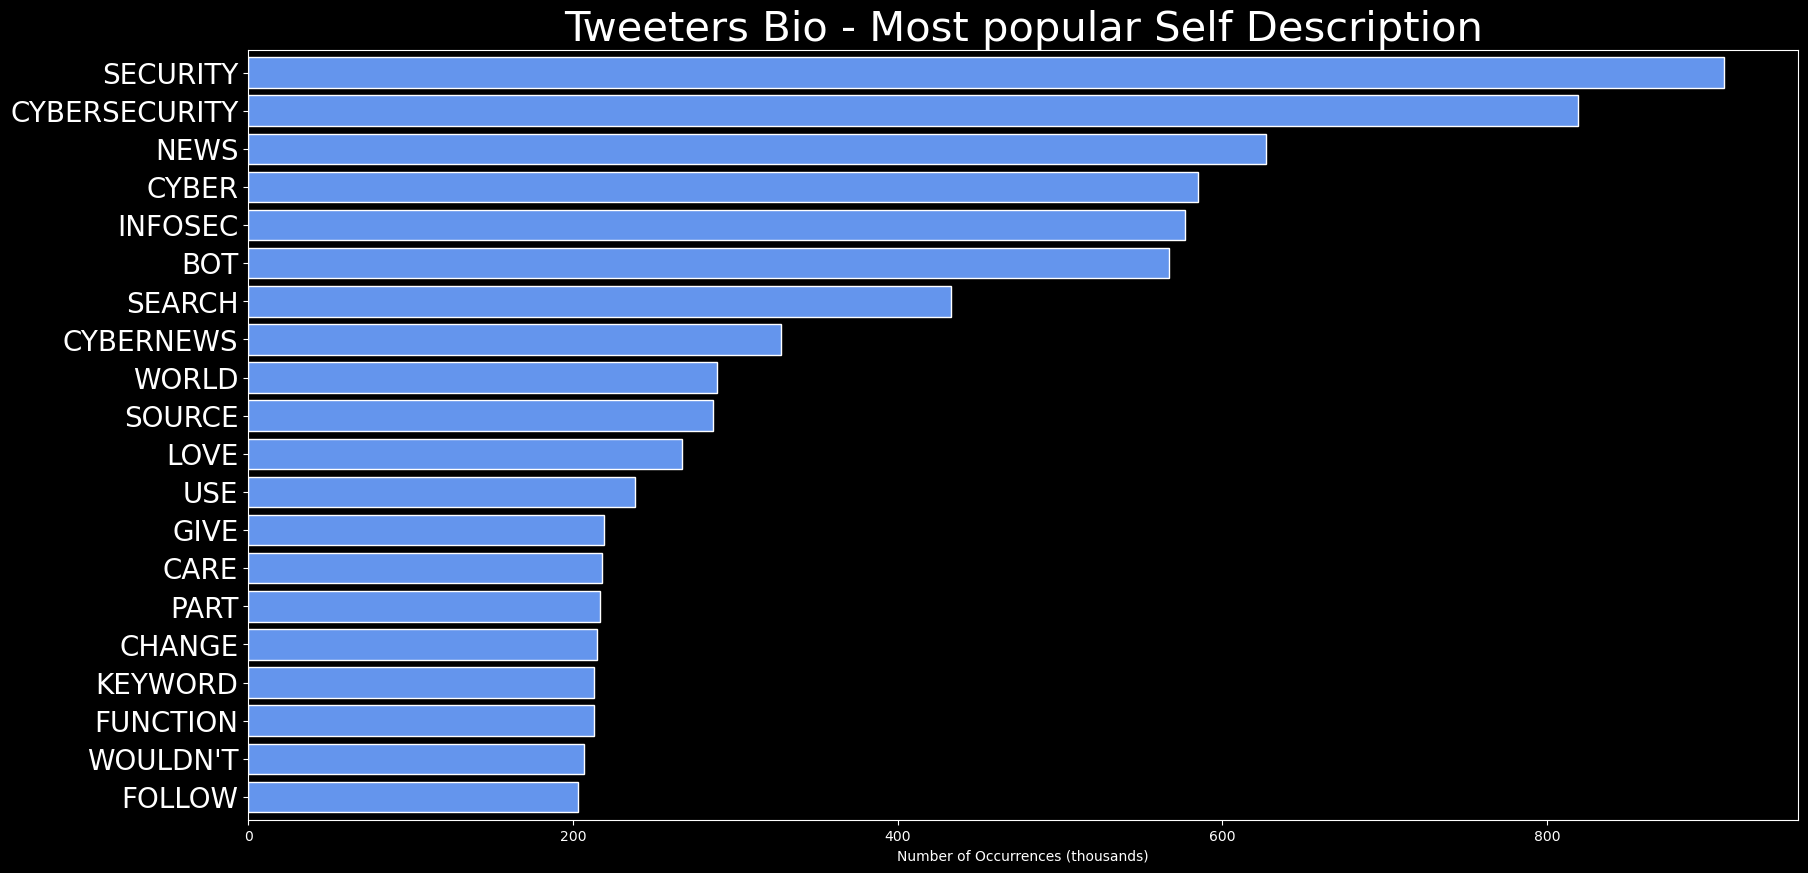 Tweeters Bio - Most popular Self Description
SECURITY
CYBERSECURITY
NEWS
CYBER
INFOSEC
BOT
SEARCH
CYBERNEWS
WORLD
SOURCE
LOVE
USE
GIVE
CARE
PART
CHANGE
KEYWORD
FUNCTION
WOULDN'T
FOLLOW
0 200 400 600 800
Number of Occurrences (thousands)